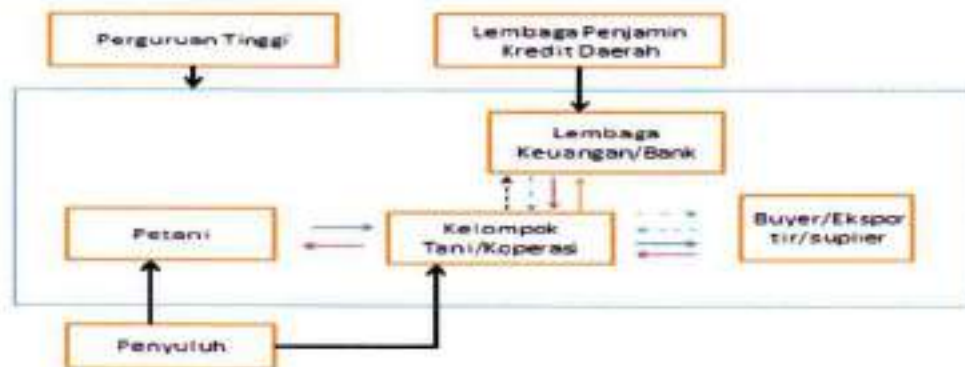 Perguruan Tinggi
Lembaga Penjamin
Kredit Daerah
Lembaga
Keuangan/Bank
Petani
Kelompok
Tani/Koperasi
Buyer/Ekspor
tir/suplier
Penyuluh